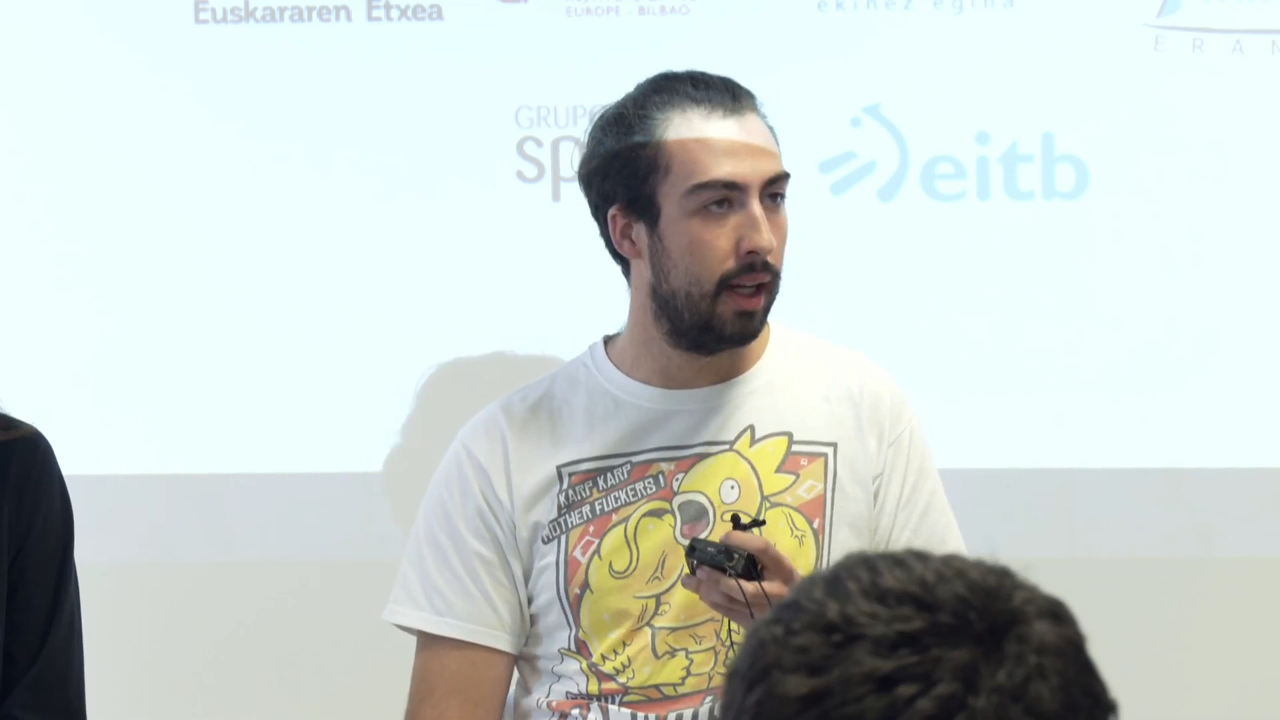 Euskararen Etxea
EUROPE - BILBAO
ekinez egina
ERAN
GRUPO
sp
eitb
KARP KARP
MOTHER FUCKERS !